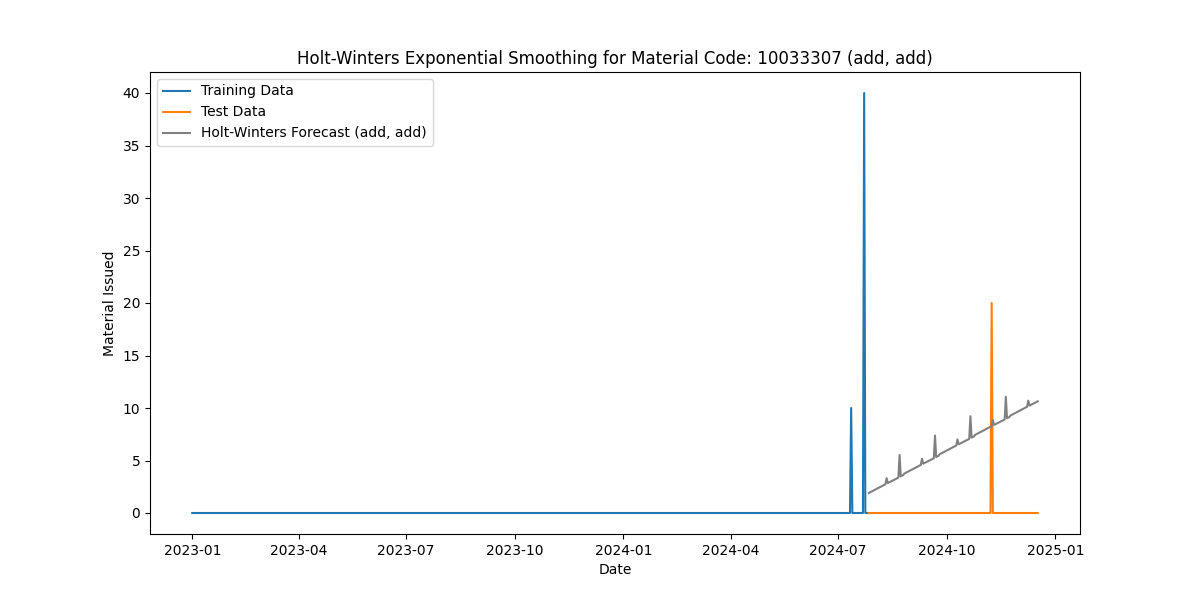 Holt-Winters Exponential Smoothing for Material Code: 10033307 (add, add)
Training Data
Test Data
Holt-Winters Forecast (add, add)
Material Issued
40
35
30
25
20
15
10
5
0
2023-01 2023-04 2023-07 2023-10 2024-01 2024-04 2024-07 2024-10 2025-01
Date